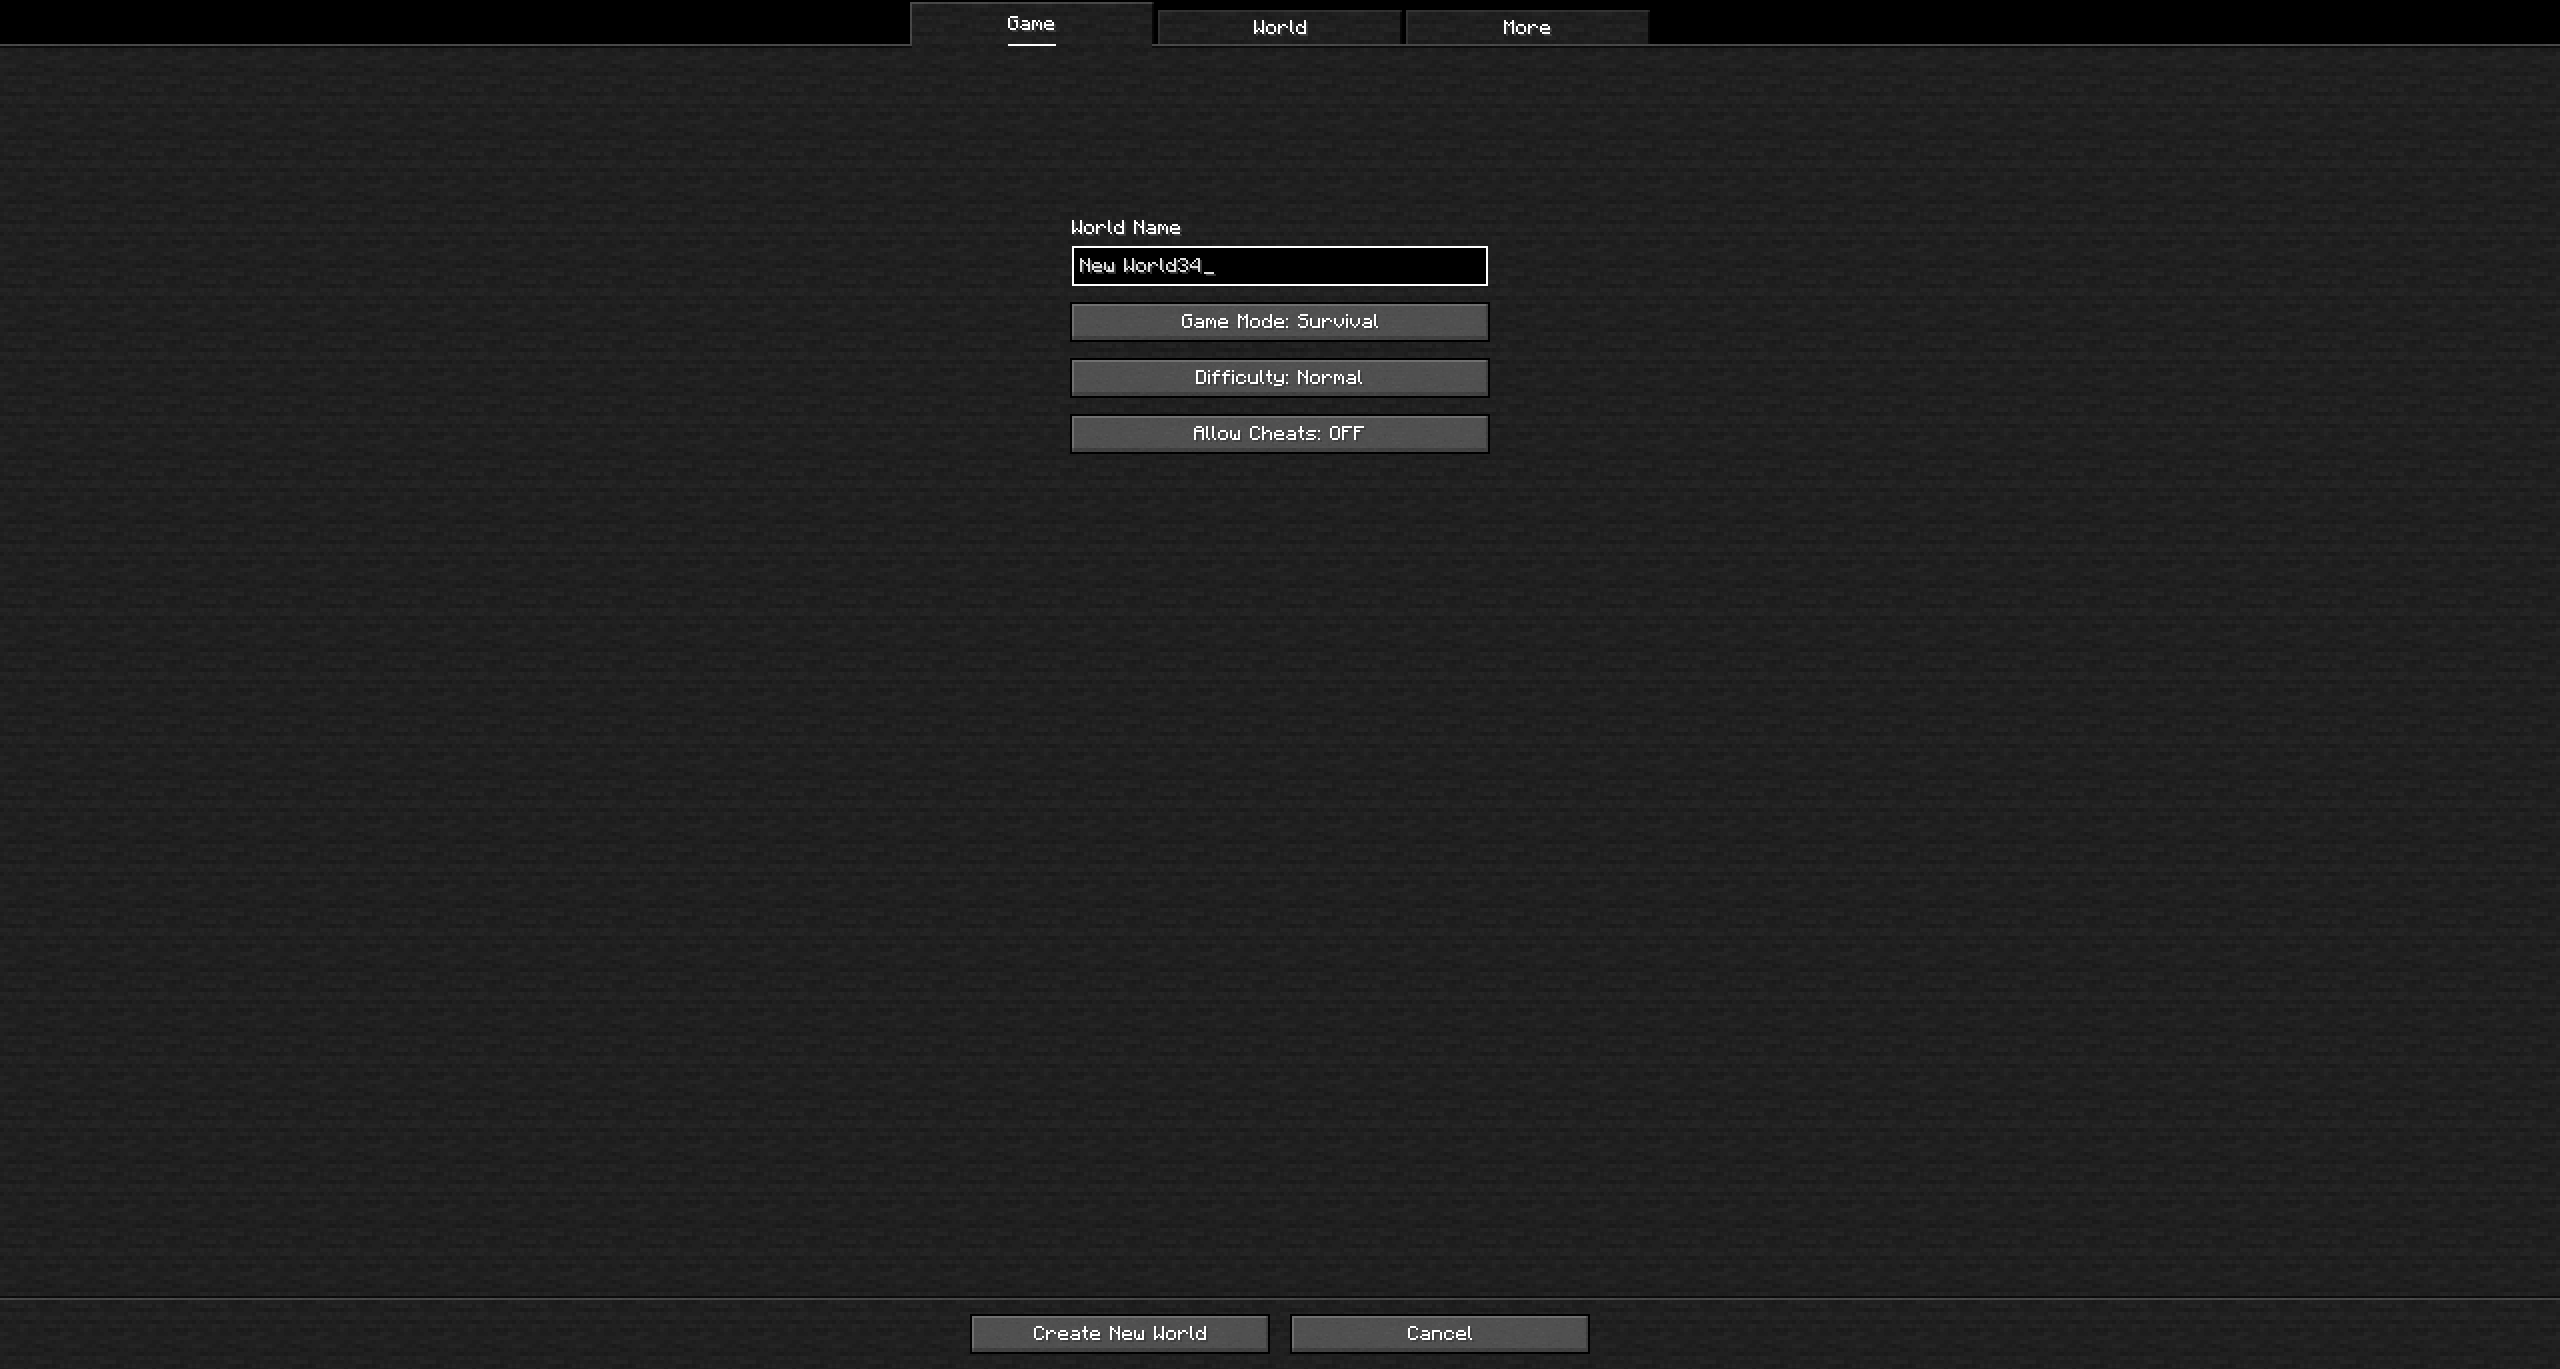 Game
World
More
World Name
New World34_
Game Mode: Survival
Difficulty: Normal
Allow Cheats: OFF
Create New World
Cancel